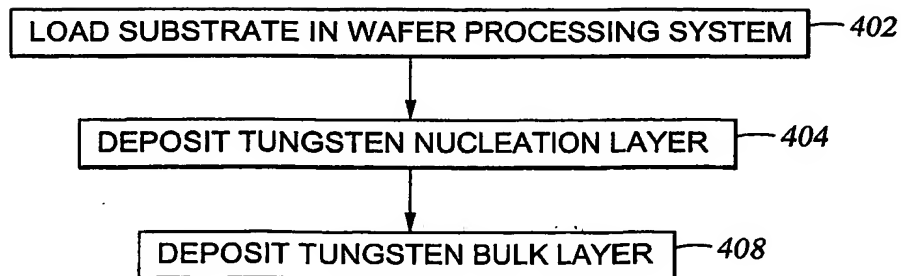 LOAD SUBSTRATE IN WAFER PROCESSING SYSTEM 402
DEPOSIT TUNGSTEN NUCLEATION LAYER 404
DEPOSIT TUNGSTEN BULK LAYER 408